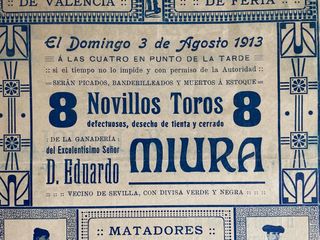 DE VALENCIA DE FERIA
El Domingo 3 de Agosto 1913
Á LAS CUATRO EN PUNTO DE LA TARDE
si el tiempo no lo impide y con permiso de la Autoridad
SERÁN PICADOS, BANDERILLEADOS Y MUERTOS Á ESTOQUE
8 Novillos Toros 8
defectuosas, desecho de tienta y cerrado
DE LA GANADERÍA
del Excelentísimo Señor
D. Eduardo MIURA
VECINO DE SEVILLA, CON DIVISA VERDE Y NEGRA
MATADORES